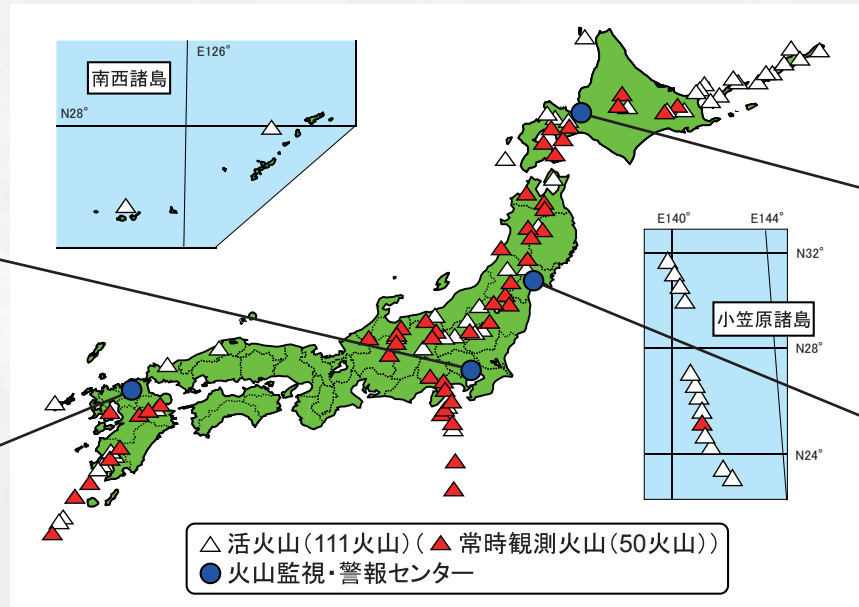 E126°
南西諸島
N28°
E140°
E144°
N32°
小笠原諸島
N28°
N24°
△ 活火山(111火山)(▲ 常時観測火山(50火山))
火山監視・警報センター